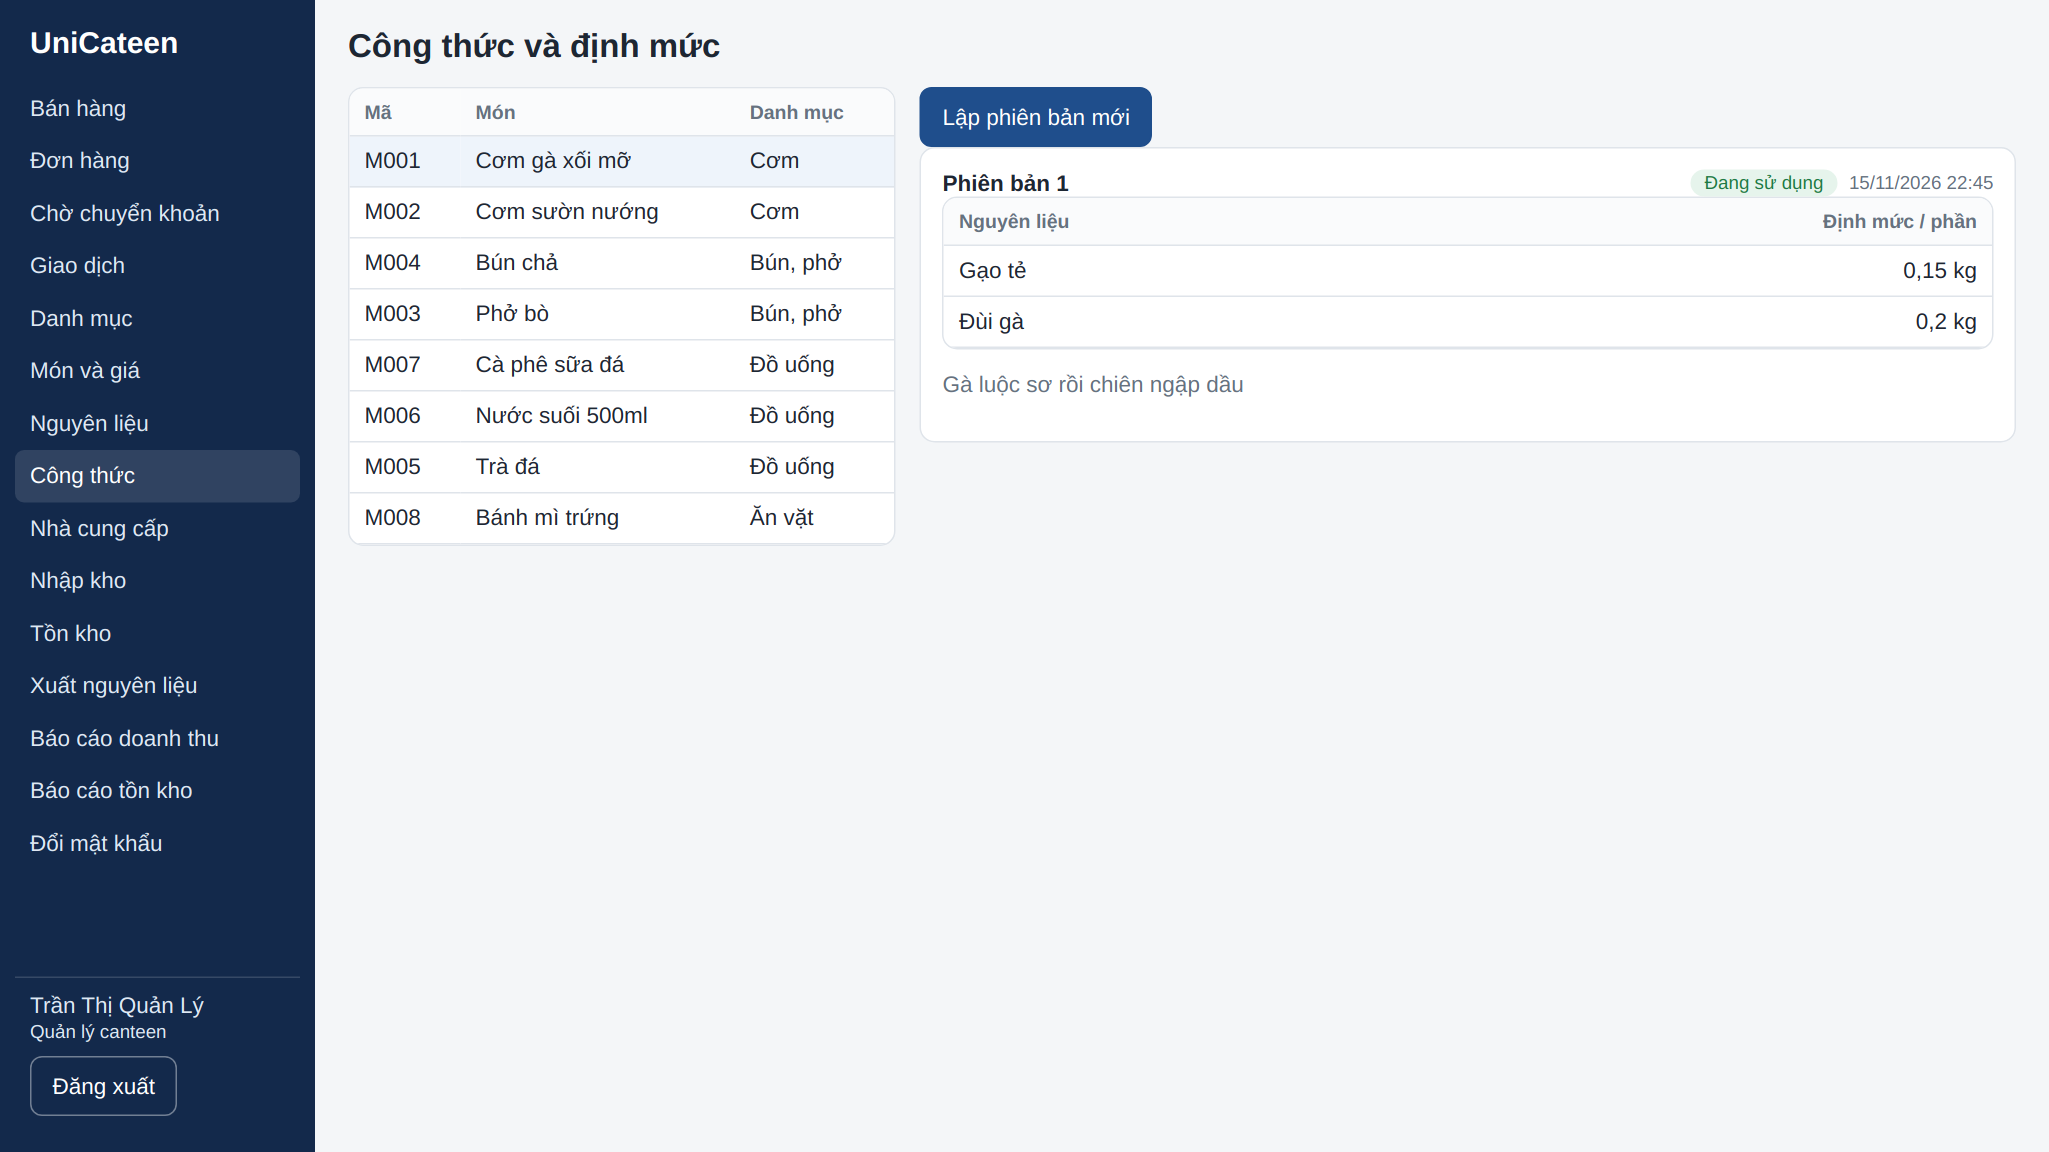 UniCateen
Bán hàng
Đơn hàng
Chờ chuyển khoản
Giao dịch
Danh mục
Món và giá
Nguyên liệu
Công thức
Nhà cung cấp
Nhập kho
Tồn kho
Xuất nguyên liệu
Báo cáo doanh thu
Báo cáo tồn kho
Đổi mật khẩu
Trần Thị Quản Lý
Quản lý canteen
Đăng xuất
Công thức và định mức
Mã Món Danh mục
M001 Cơm gà xối mỡ Cơm
M002 Cơm sườn nướng Cơm
M004 Bún chả Bún, phở
M003 Phở bò Bún, phở
M007 Cà phê sữa đá Đồ uống
M006 Nước suối 500ml Đồ uống
M005 Trà đá Đồ uống
M008 Bánh mì trứng Ăn vặt
Lập phiên bản mới
Phiên bản 1 Đang sử dụng 15/11/2026 22:45
Nguyên liệu Định mức / phần
Gạo tẻ 0,15 kg
Đùi gà 0,2 kg
Gà luộc sơ rồi chiên ngập dầu